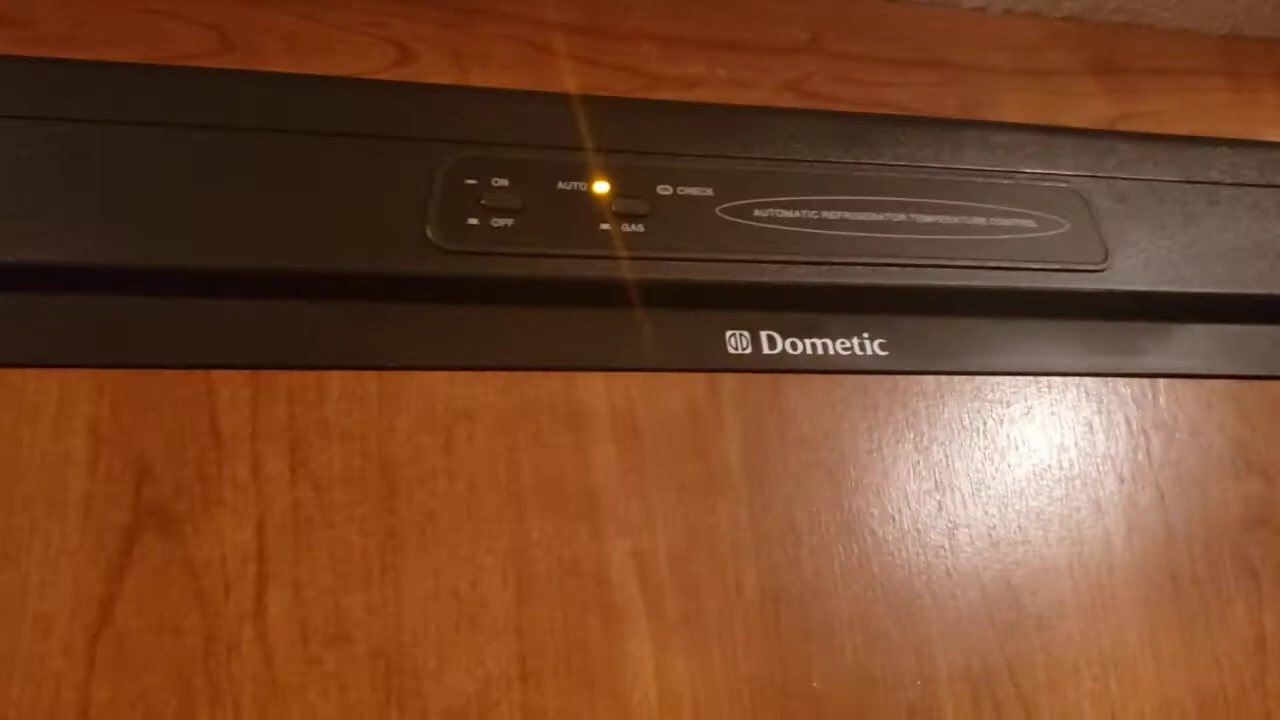 ON
OFF
AUTO
CHECK
GAS
AUTOMATIC REFRIGERATOR TEMPERATURE CONTROL
Dometic